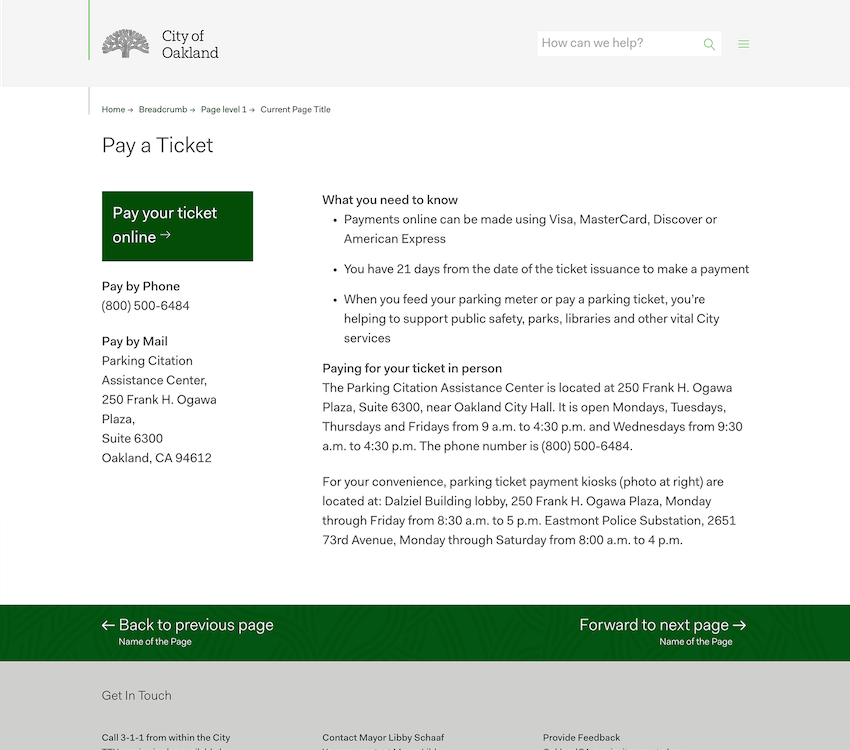 City of
Oakland
How can we help?
Home → Breadcrumb → Page level 1 → Current Page Title
Pay a Ticket
Pay your ticket
online →
Pay by Phone
(800) 500-6484
Pay by Mail
Parking Citation
Assistance Center,
250 Frank H. Ogawa
Plaza,
Suite 6300
Oakland, CA 94612
What you need to know
• Payments online can be made using Visa, MasterCard, Discover or
American Express
• You have 21 days from the date of the ticket issuance to make a payment
• When you feed your parking meter or pay a parking ticket, you're
helping to support public safety, parks, libraries and other vital City
services
Paying for your ticket in person
The Parking Citation Assistance Center is located at 250 Frank H. Ogawa
Plaza, Suite 6300, near Oakland City Hall. It is open Mondays, Tuesdays,
Thursdays and Fridays from 9 a.m. to 4:30 p.m. and Wednesdays from 9:30
a.m. to 4:30 p.m. The phone number is (800) 500-6484.
For your convenience, parking ticket payment kiosks (photo at right) are
located at: Dalziel Building lobby, 250 Frank H. Ogawa Plaza, Monday
through Friday from 8:30 a.m. to 5 p.m. Eastmont Police Substation, 2651
73rd Avenue, Monday through Saturday from 8:00 a.m. to 4 p.m.
← Back to previous page
Name of the Page
Forward to next page →
Name of the Page
Get In Touch
Call 3-1-1 from within the City
Contact Mayor Libby Schaaf
Provide Feedback